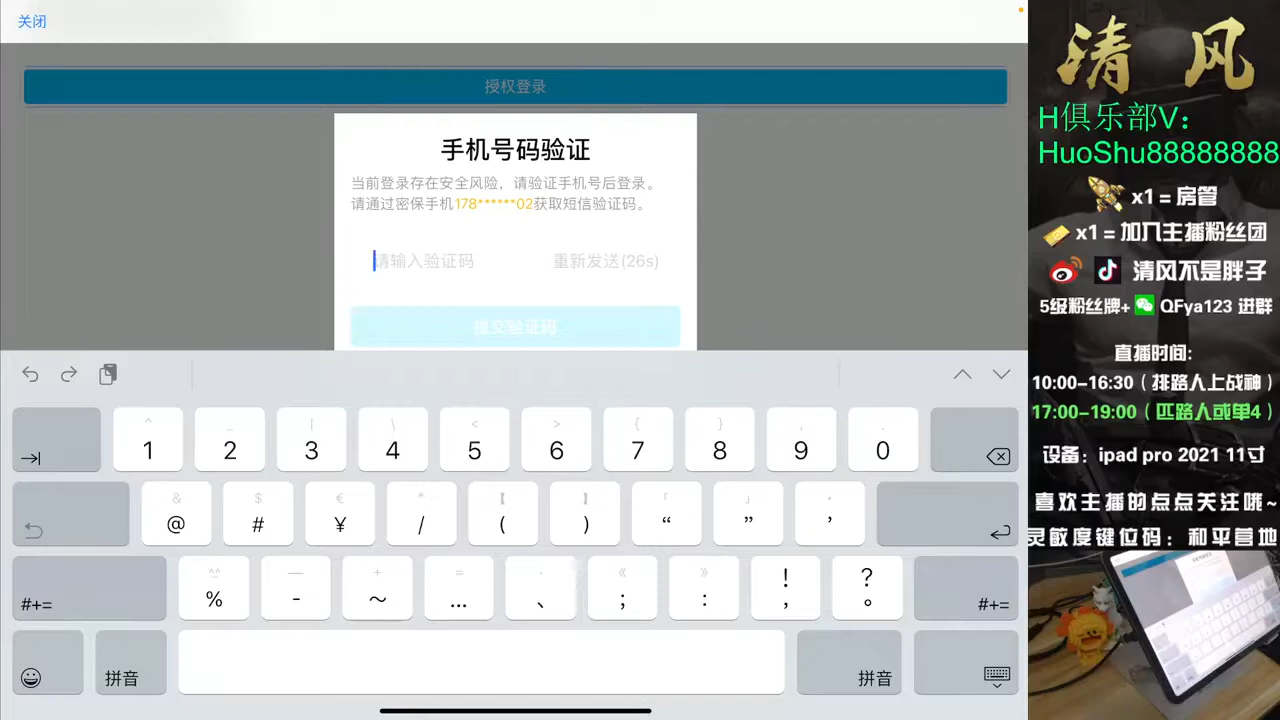 关闭
授权登录
手机号码验证
当前登录存在安全风险，请验证手机号后登录。
请通过密保手机178******02获取短信验证码。
请输入验证码
重新发送(26s)
提交验证码
^ _ | \ < > { } , .
1 2 3 4 5 6 7 8 9 0
& $ € * 【 】 「 」 ·
@ # ¥ / ( ) “ ” ’
^^ — + = · 《 》 ! ?
#+= % - ～ … 、 ; : , 。 #+=
拼音 拼音
清 风
H俱乐部V：
HuoShu88888888
x1 = 房管
x1 = 加入主播粉丝团
清风不是胖子
5级粉丝牌+ QFya123 进群
直播时间:
10:00-16:30（排路人上战神）
17:00-19:00（匹路人或单4）
设备：ipad pro 2021 11寸
喜欢主播的点点关注哦~
灵敏度键位码：和平营地